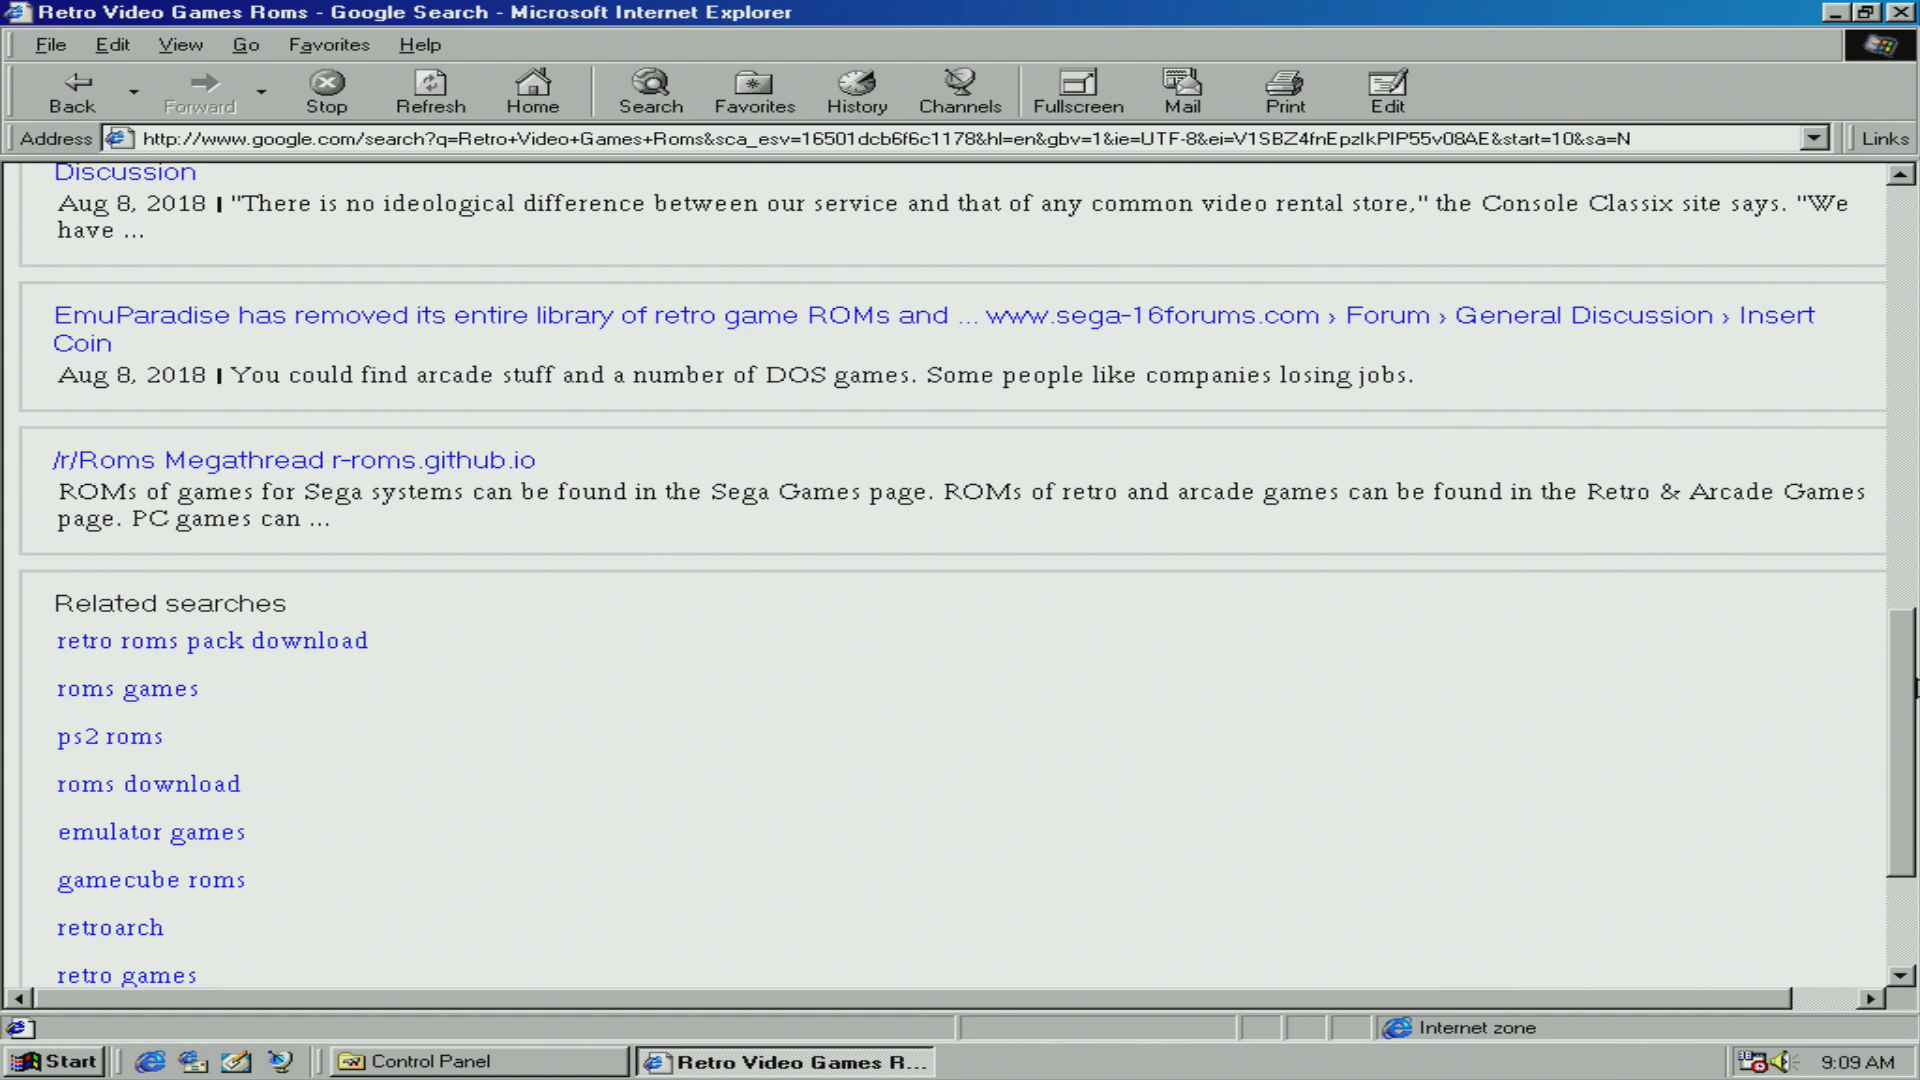 Retro Video Games Roms - Google Search - Microsoft Internet Explorer
File Edit View Go Favorites Help
Back Forward Stop Refresh Home Search Favorites History Channels Fullscreen Mail Print Edit
Address http://www.google.com/search?q=Retro+Video+Games+Roms&sca_esv=16501dcb6f6c1178&hl=en&gbv=1&ie=UTF-8&ei=V1SBZ4fnEpzlkPIP55v08AE&start=10&sa=N Links
Discussion
Aug 8, 2018 | "There is no ideological difference between our service and that of any common video rental store," the Console Classix site says. "We
have ...
EmuParadise has removed its entire library of retro game ROMs and ... www.sega-16forums.com › Forum › General Discussion › Insert
Coin
Aug 8, 2018 | You could find arcade stuff and a number of DOS games. Some people like companies losing jobs.
/r/Roms Megathread r-roms.github.io
ROMs of games for Sega systems can be found in the Sega Games page. ROMs of retro and arcade games can be found in the Retro & Arcade Games
page. PC games can ...
Related searches
retro roms pack download
roms games
ps2 roms
roms download
emulator games
gamecube roms
retroarch
retro games
Internet zone
Start Control Panel Retro Video Games R... 9:09 AM